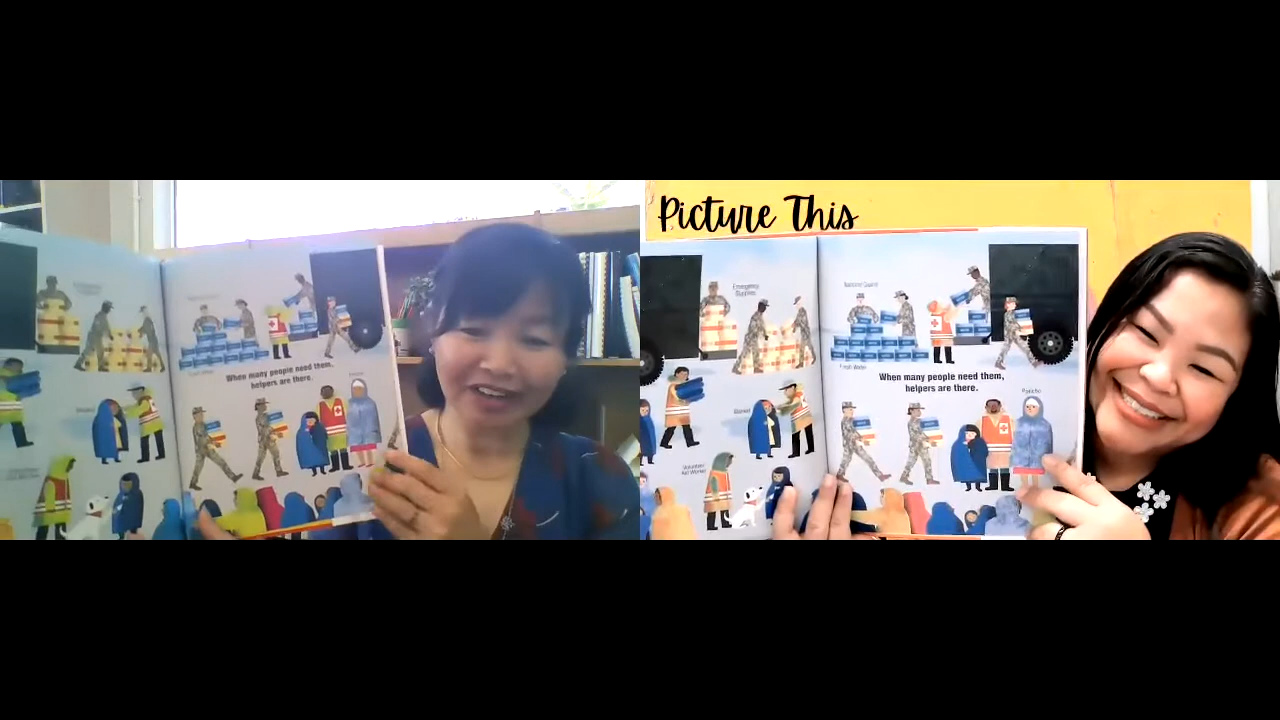 Picture This
When many people need them,
helpers are there.
Emergency
Supplies
National Guard
Fresh Water
When many people need them,
helpers are there.
Blanket
Poncho
Volunteer
Aid Worker